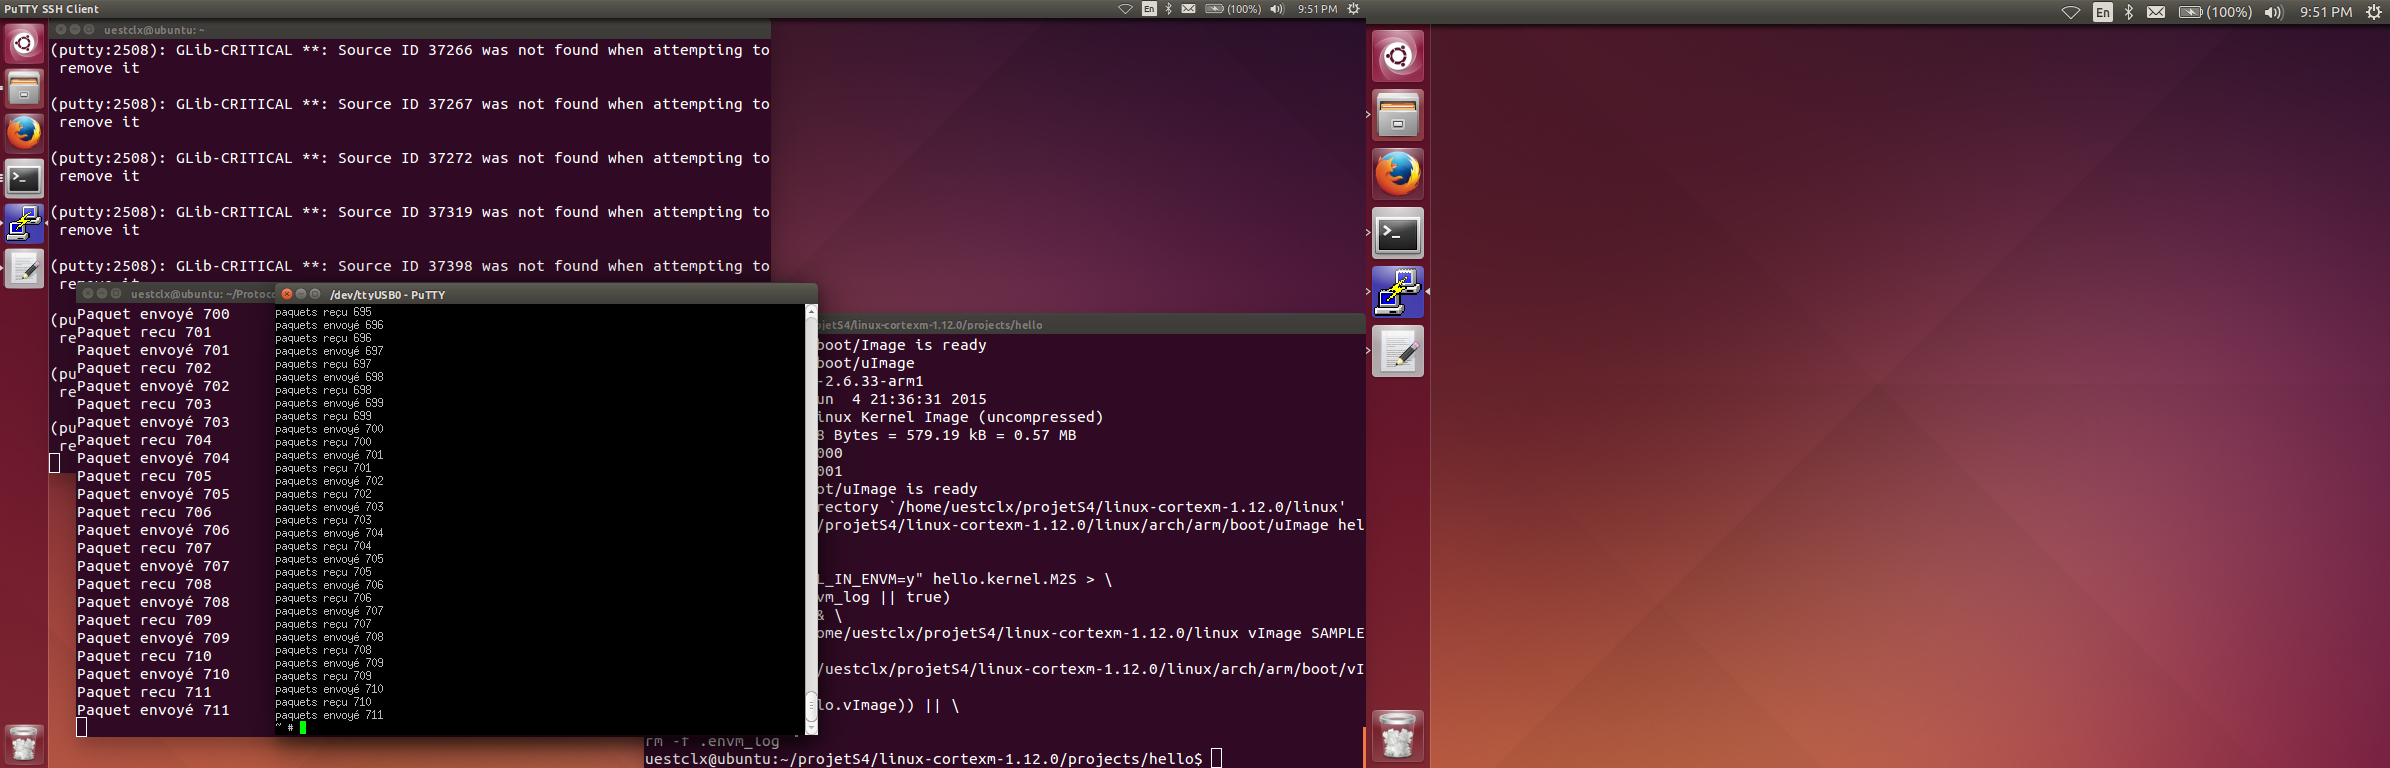 PuTTY SSH Client
En
(100%)
9:51 PM
En
(100%)
9:51 PM
uestclx@ubuntu: ~
(putty:2508): GLib-CRITICAL **: Source ID 37266 was not found when attempting to
remove it
(putty:2508): GLib-CRITICAL **: Source ID 37267 was not found when attempting to
remove it
(putty:2508): GLib-CRITICAL **: Source ID 37272 was not found when attempting to
remove it
(putty:2508): GLib-CRITICAL **: Source ID 37319 was not found when attempting to
remove it
(putty:2508): GLib-CRITICAL **: Source ID 37398 was not found when attempting to
(pu
re
(pu
re
(pu
re
uestclx@ubuntu: ~/Protoco
Paquet envoyé 700
Paquet recu 701
Paquet envoyé 701
Paquet recu 702
Paquet envoyé 702
Paquet recu 703
Paquet envoyé 703
Paquet recu 704
Paquet envoyé 704
Paquet recu 705
Paquet envoyé 705
Paquet recu 706
Paquet envoyé 706
Paquet recu 707
Paquet envoyé 707
Paquet recu 708
Paquet envoyé 708
Paquet recu 709
Paquet envoyé 709
Paquet recu 710
Paquet envoyé 710
Paquet recu 711
Paquet envoyé 711
/dev/ttyUSB0 - PuTTY
paquets reçu 695
paquets envoyé 696
paquets reçu 696
paquets envoyé 697
paquets reçu 697
paquets envoyé 698
paquets reçu 698
paquets envoyé 699
paquets reçu 699
paquets envoyé 700
paquets reçu 700
paquets envoyé 701
paquets reçu 701
paquets envoyé 702
paquets reçu 702
paquets envoyé 703
paquets reçu 703
paquets envoyé 704
paquets reçu 704
paquets envoyé 705
paquets reçu 705
paquets envoyé 706
paquets reçu 706
paquets envoyé 707
paquets reçu 707
paquets envoyé 708
paquets reçu 708
paquets envoyé 709
paquets reçu 709
paquets envoyé 710
paquets reçu 710
paquets envoyé 711
~ #
ojetS4/linux-cortexm-1.12.0/projects/hello
boot/Image is ready
boot/uImage
-2.6.33-arm1
un  4 21:36:31 2015
inux Kernel Image (uncompressed)
8 Bytes = 579.19 kB = 0.57 MB
000
001
ot/uImage is ready
rectory `/home/uestclx/projetS4/linux-cortexm-1.12.0/linux'
/projetS4/linux-cortexm-1.12.0/linux/arch/arm/boot/uImage hel
L_IN_ENVM=y" hello.kernel.M2S > \
vm_log || true)
& \
ome/uestclx/projetS4/linux-cortexm-1.12.0/linux vImage SAMPLE
/uestclx/projetS4/linux-cortexm-1.12.0/linux/arch/arm/boot/vI
lo.vImage)) || \
rm -f .envm_log
uestclx@ubuntu:~/projetS4/linux-cortexm-1.12.0/projects/hello$